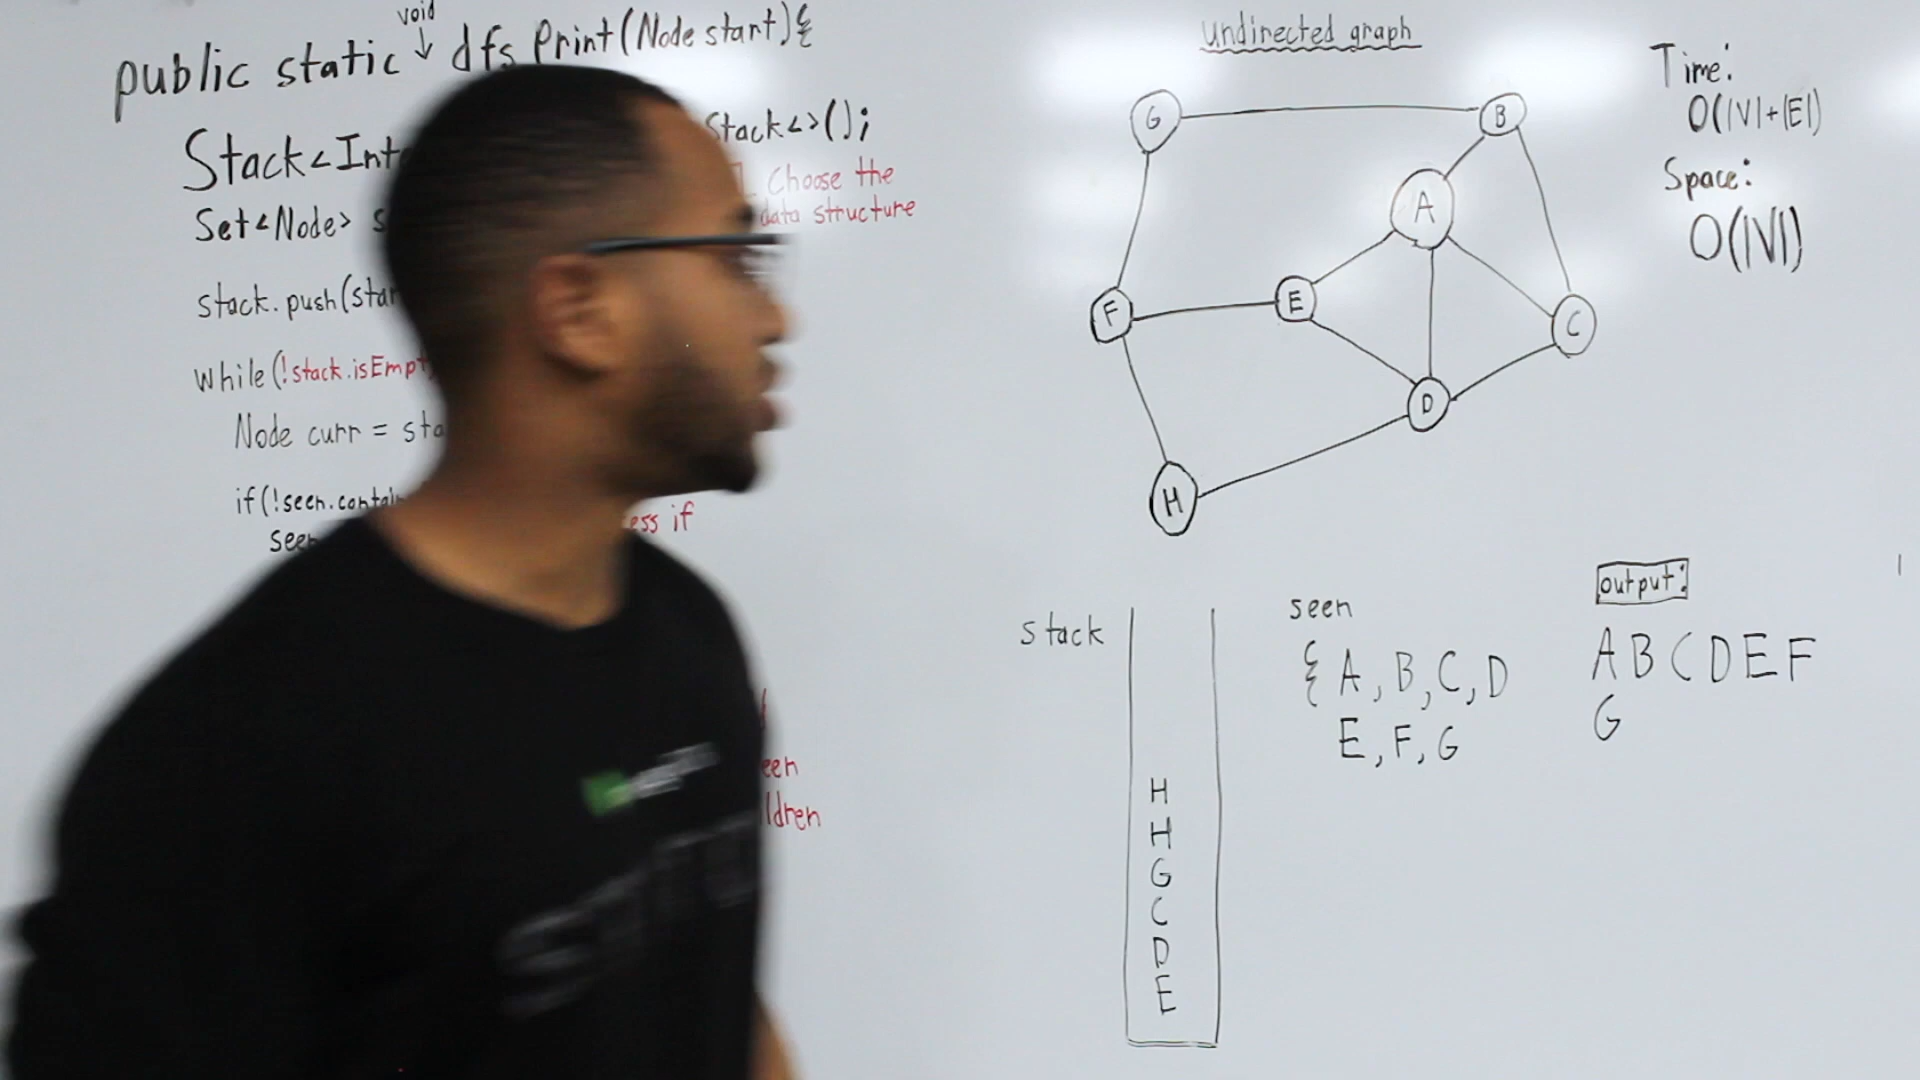 void
public static ↓ dfs Print(Node start){
Stack<Int
Stack<>();
Choose the
data structure
Set<Node> s
stack.push(star
while(!stack.isEmpt
Node curr = sta
if(!seen.contain
seen
ess if
een
ldren
Undirected graph
G
B
A
E
F
C
D
H
Time:
O(|V|+|E|)
Space:
O(|V|)
stack
H
H
G
C
D
E
seen
{ A, B, C, D
E, F, G
output:
A B C D E F
G